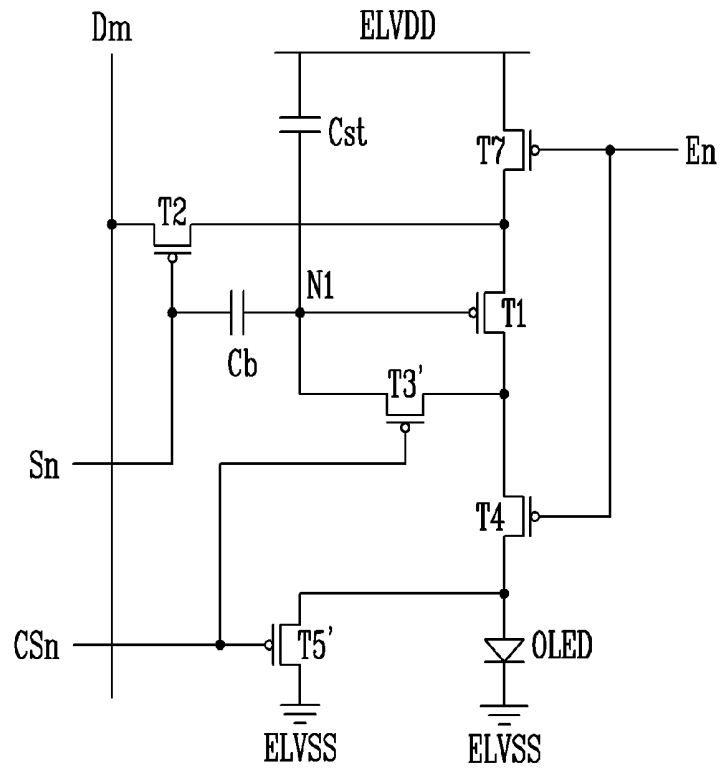 Dm
ELVDD
Cst
T7
En
T2
N1
T1
Cb
T3'
Sn
T4
CSn
T5'
OLED
ELVSS
ELVSS